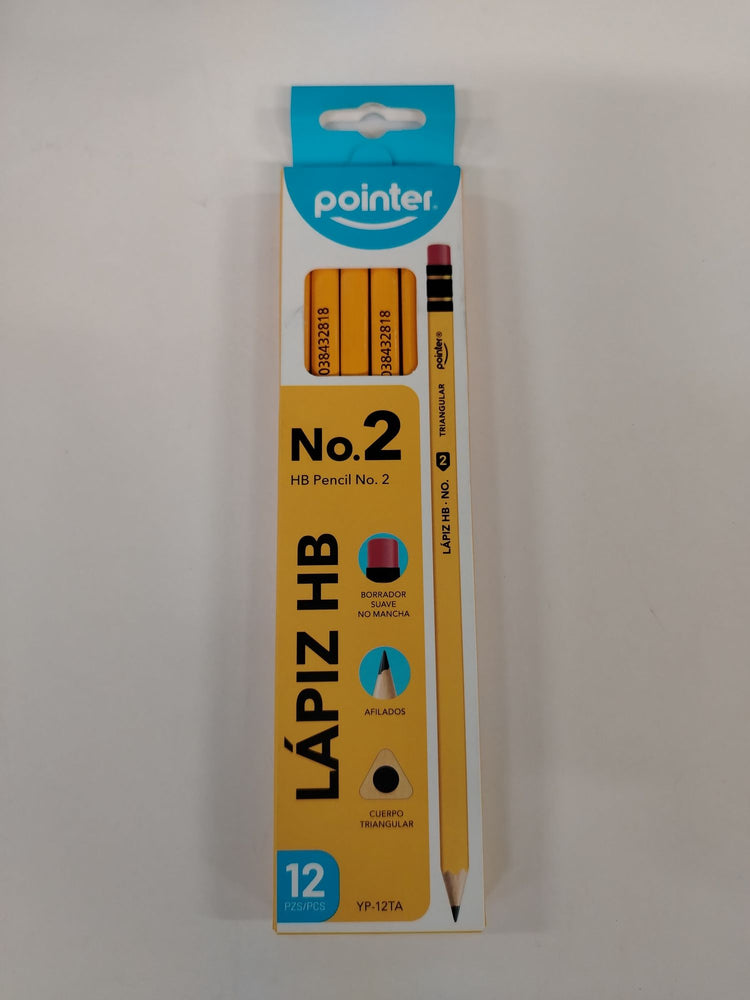 pointer®
038432818
038432818
No.2
HB Pencil No. 2
LÁPIZ HB
BORRADOR
SUAVE
NO MANCHA
AFILADOS
CUERPO
TRIANGULAR
12
PZS/PCS
YP-12TA
LÁPIZ HB · NO. 2 TRIANGULAR pointer®